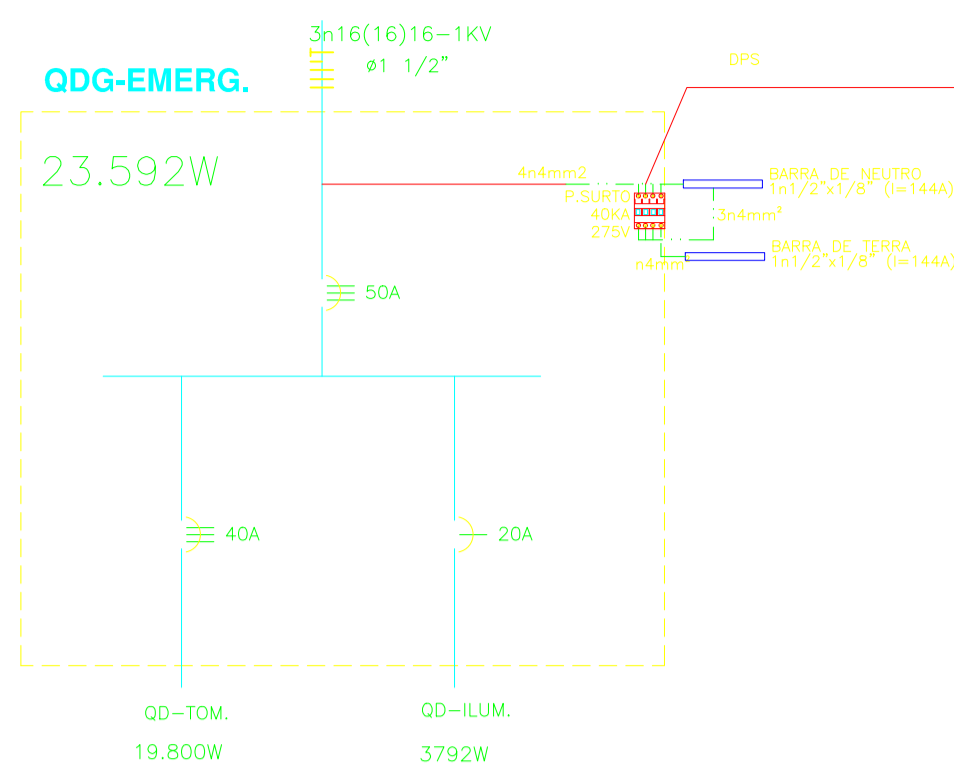 3n16(16)16-1KV
ø1 1/2"
QDG-EMERG.
DPS
23.592W
4n4mm2
BARRA DE NEUTRO
1n1/2"x1/8" (I=144A)
P.SURTO
40KA
275V
3n4mm²
BARRA DE TERRA
1n1/2"x1/8" (I=144A)
n4mm²
50A
40A
20A
QD-TOM.
19.800W
QD-ILUM.
3792W